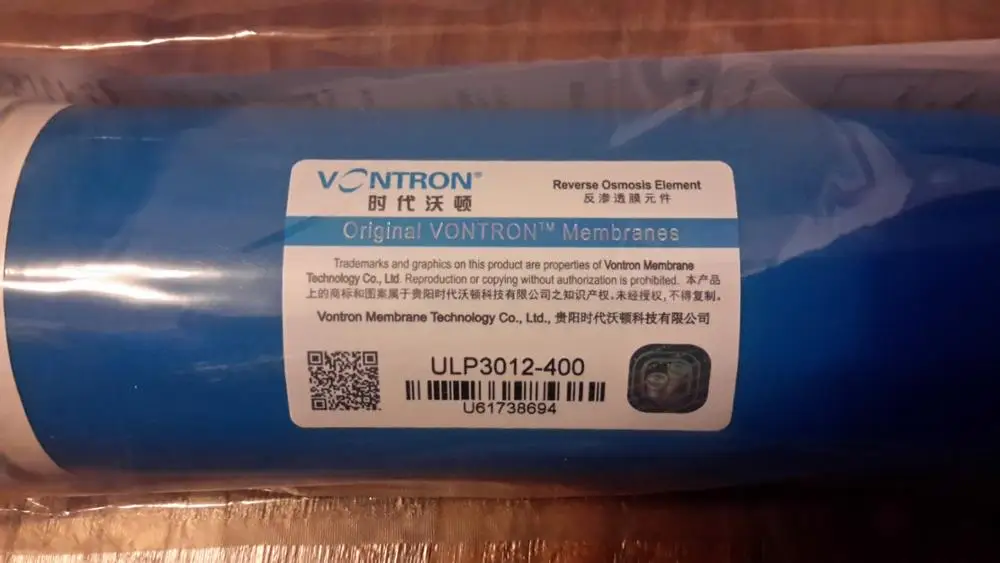 VONTRON®
时代沃顿
Reverse Osmosis Element
反渗透膜元件
Original VONTRON™ Membranes
Trademarks and graphics on this product are properties of Vontron Membrane
Technology Co., Ltd. Reproduction or copying without authorization is prohibited. 本产品
上的商标和图案属于贵阳时代沃顿科技有限公司之知识产权,未经授权,不得复制。
Vontron Membrane Technology Co., Ltd., 贵阳时代沃顿科技有限公司
ULP3012-400
U61738694